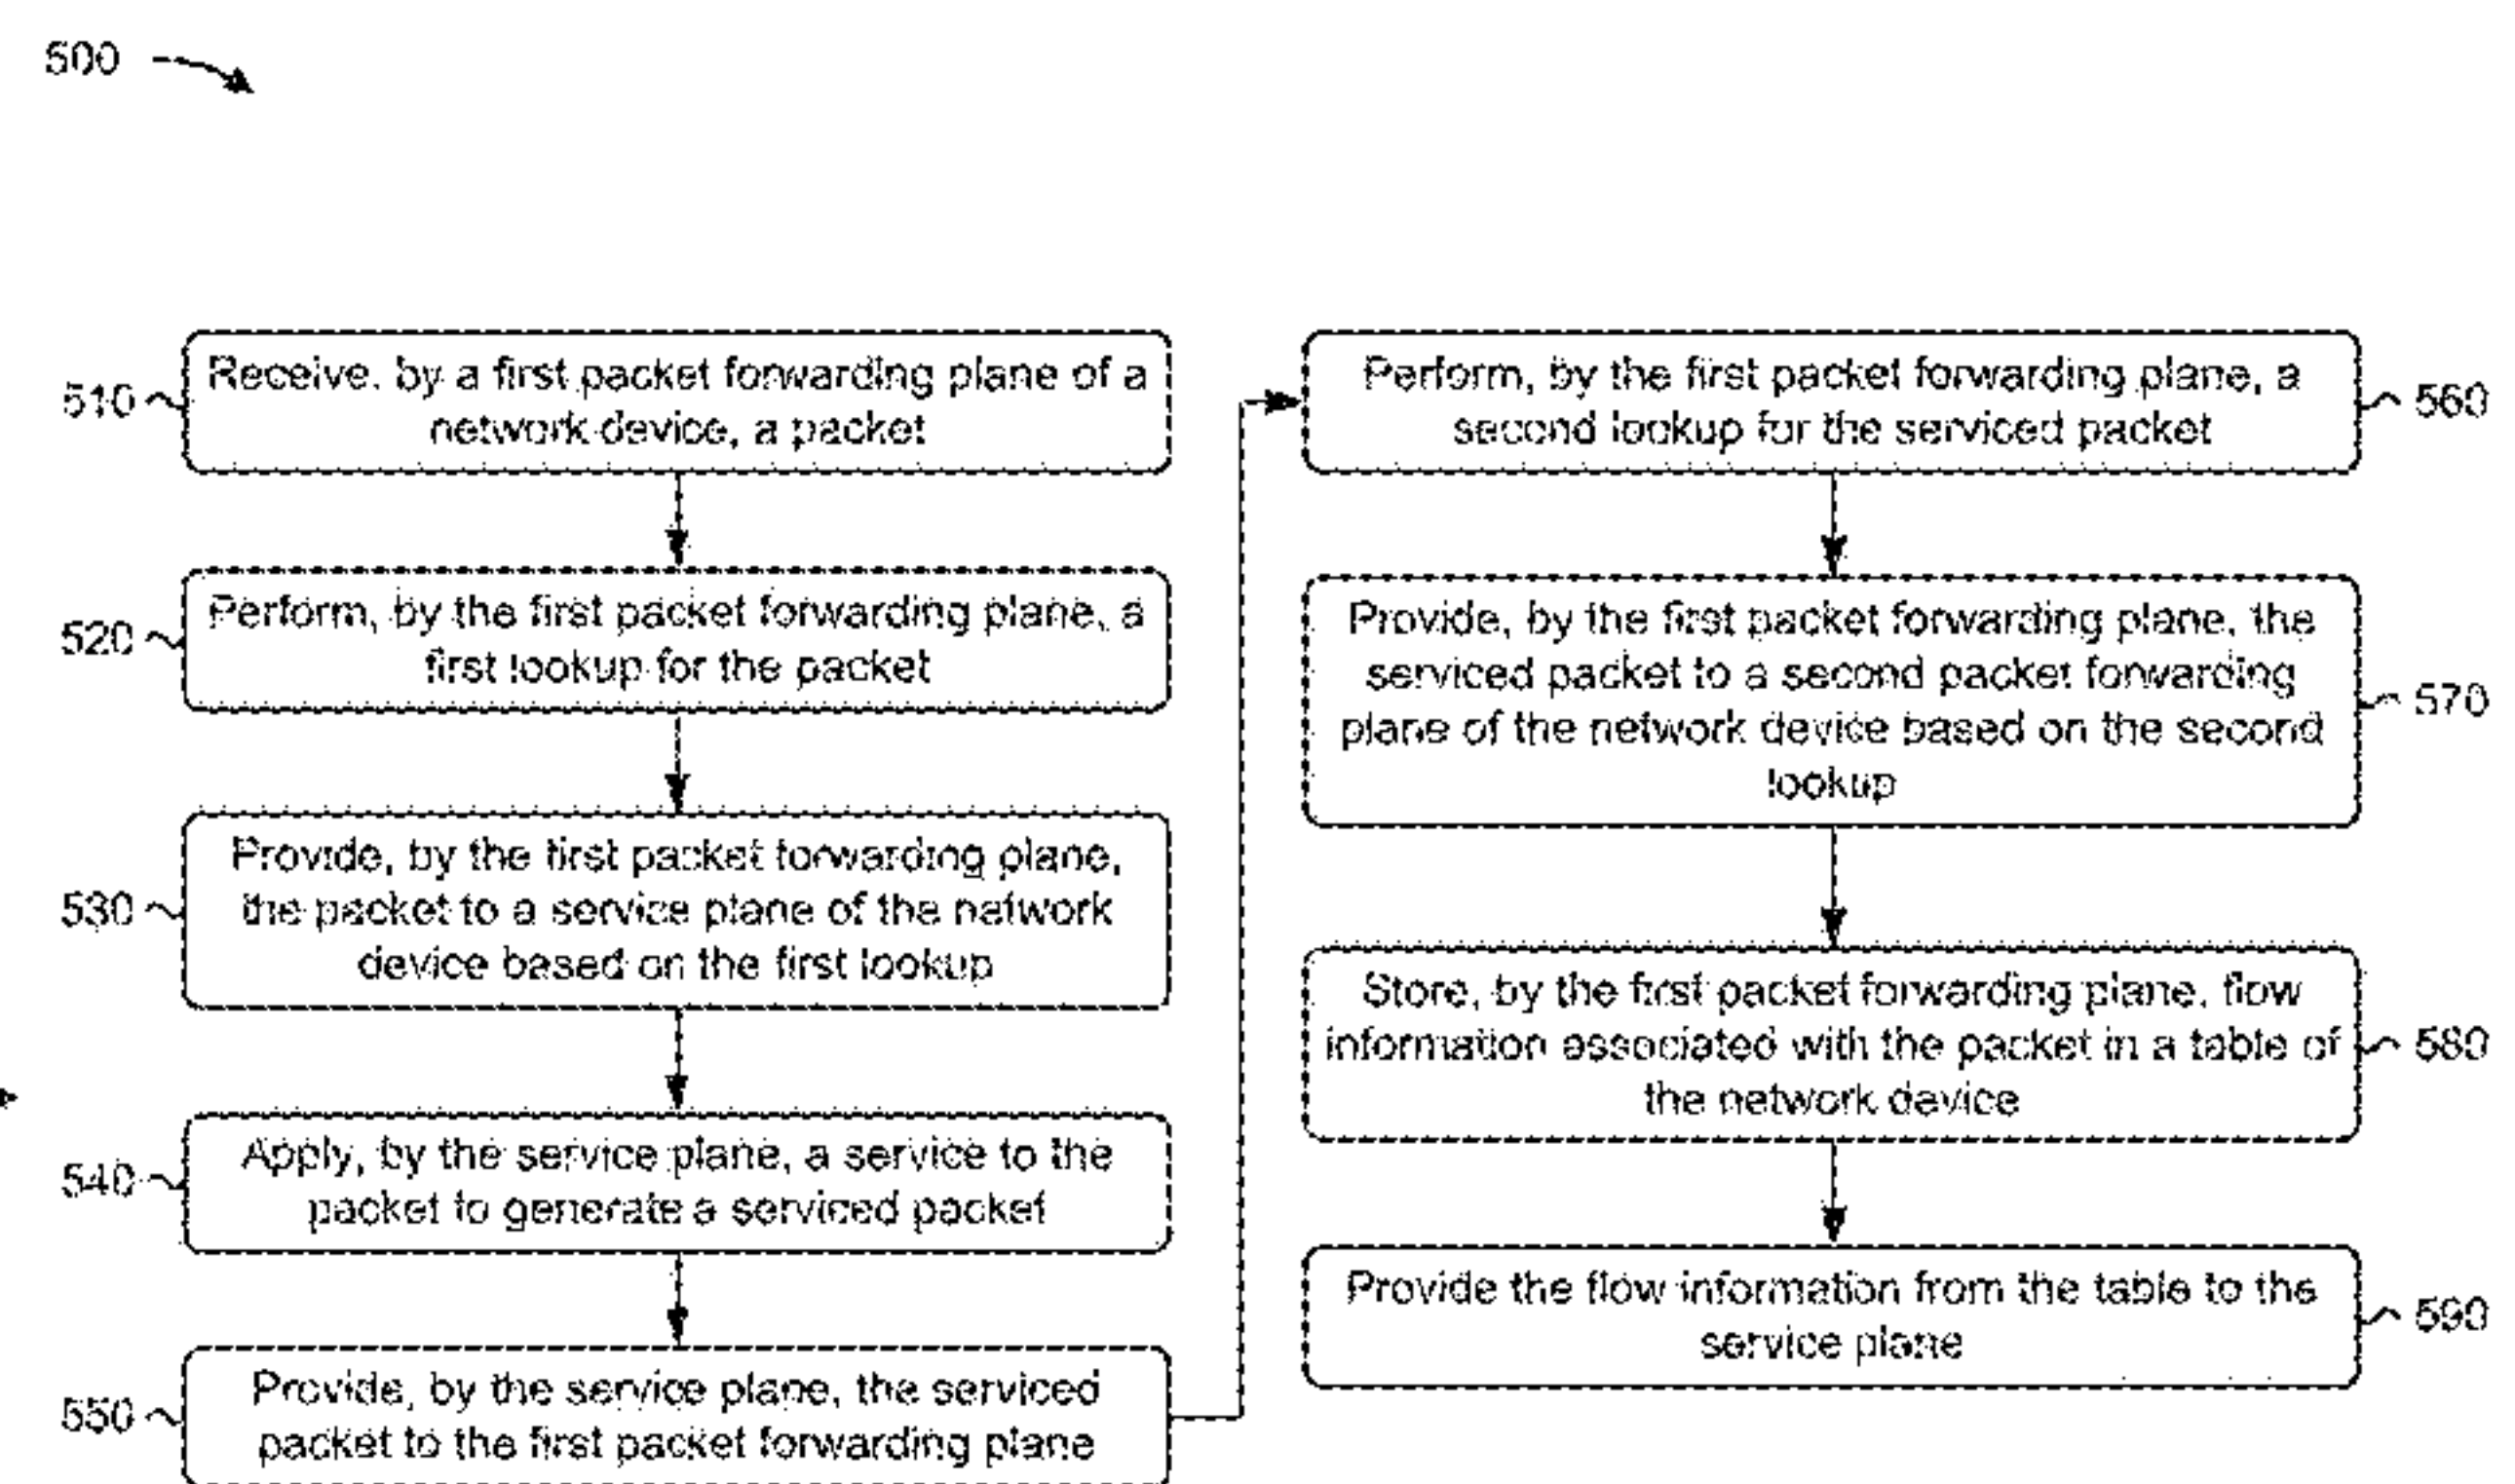 500
510
Receive, by a first packet forwarding plane of a
network device, a packet
520
Perform, by the first packet forwarding plane, a
first lookup for the packet
530
Provide, by the first packet forwarding plane,
the packet to a service plane of the network
device based on the first lookup
540
Apply, by the service plane, a service to the
packet to generate a serviced packet
550
Provide, by the service plane, the serviced
packet to the first packet forwarding plane
Perform, by the first packet forwarding plane, a
second lookup for the serviced packet
560
Provide, by the first packet forwarding plane, the
serviced packet to a second packet forwarding
plane of the network device based on the second
lookup
570
Store, by the first packet forwarding plane, flow
information associated with the packet in a table of
the network device
580
Provide the flow information from the table to the
service plane
590